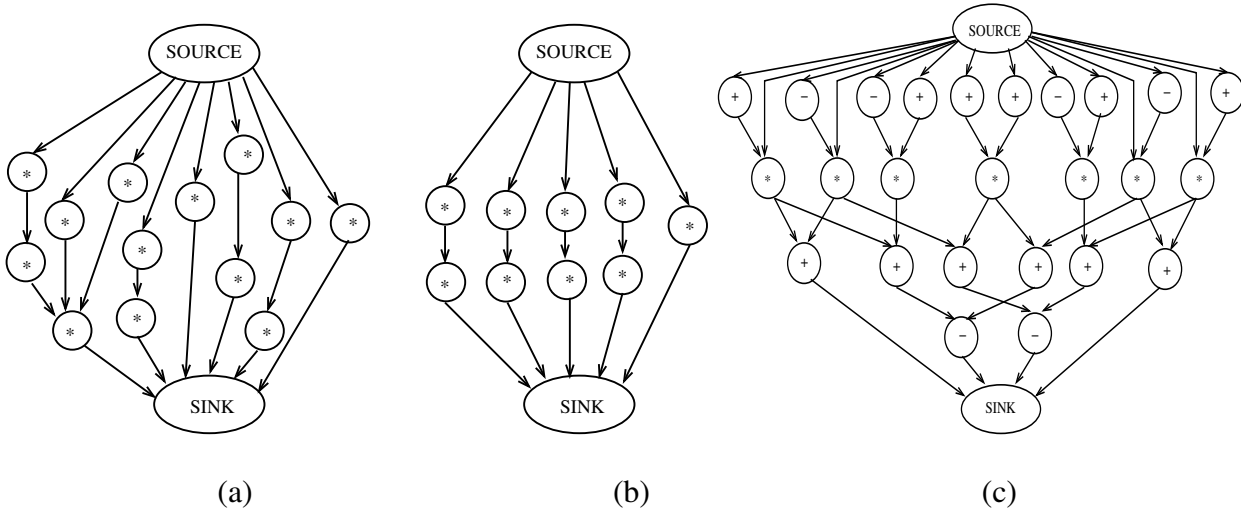 SOURCE
*
* *
*
* * *
*
* *
* * *
SINK
(a)
SOURCE
* * * * *
* * * *
SINK
(b)
SOURCE
+ − − + + + − + − +
* * * * * * *
+ + + + + +
− −
SINK
(c)